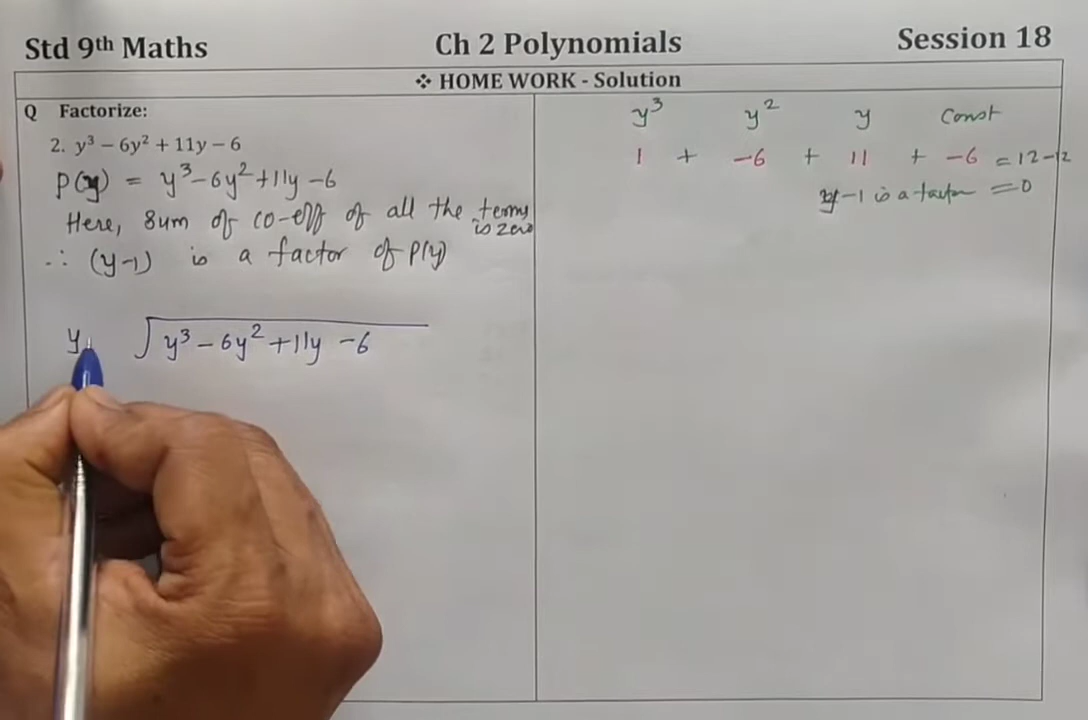 Std 9th Maths Ch 2 Polynomials Session 18
❖ HOME WORK - Solution
Q Factorize:
2. y³ – 6y² + 11y – 6
P(y) = y³-6y²+11y-6
Here, Sum of co-eff of all the terms is zero
∴ (y-1) is a factor of P(y)
y
y³-6y²+11y-6
y³ y² y Const
1 + -6 + 11 + -6 = 12-12
y-1 is a factor =0